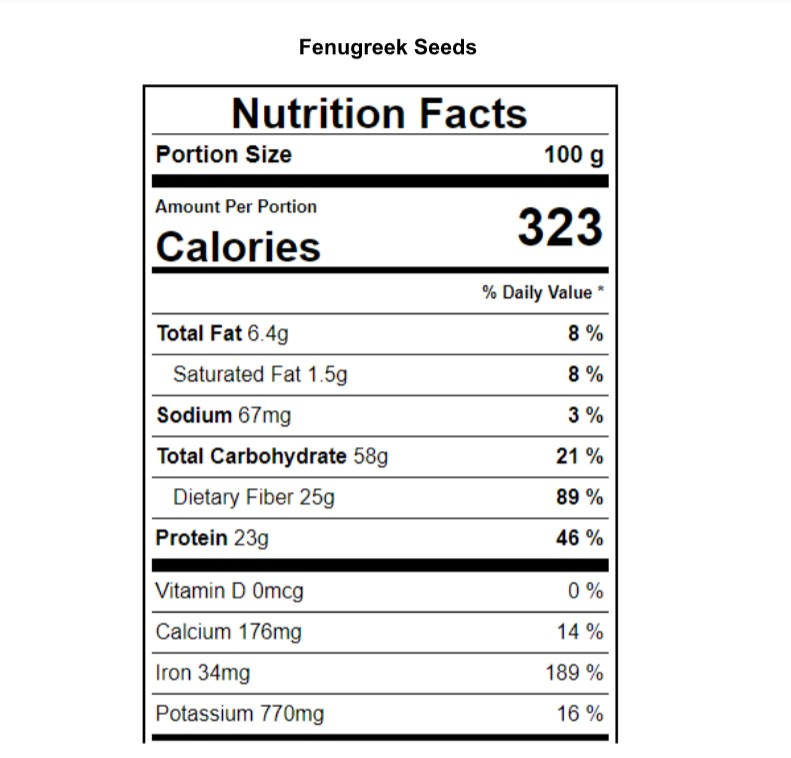 Fenugreek Seeds
Nutrition Facts
Portion Size 100 g
Amount Per Portion
Calories 323
% Daily Value *
Total Fat 6.4g 8 %
Saturated Fat 1.5g 8 %
Sodium 67mg 3 %
Total Carbohydrate 58g 21 %
Dietary Fiber 25g 89 %
Protein 23g 46 %
Vitamin D 0mcg 0 %
Calcium 176mg 14 %
Iron 34mg 189 %
Potassium 770mg 16 %